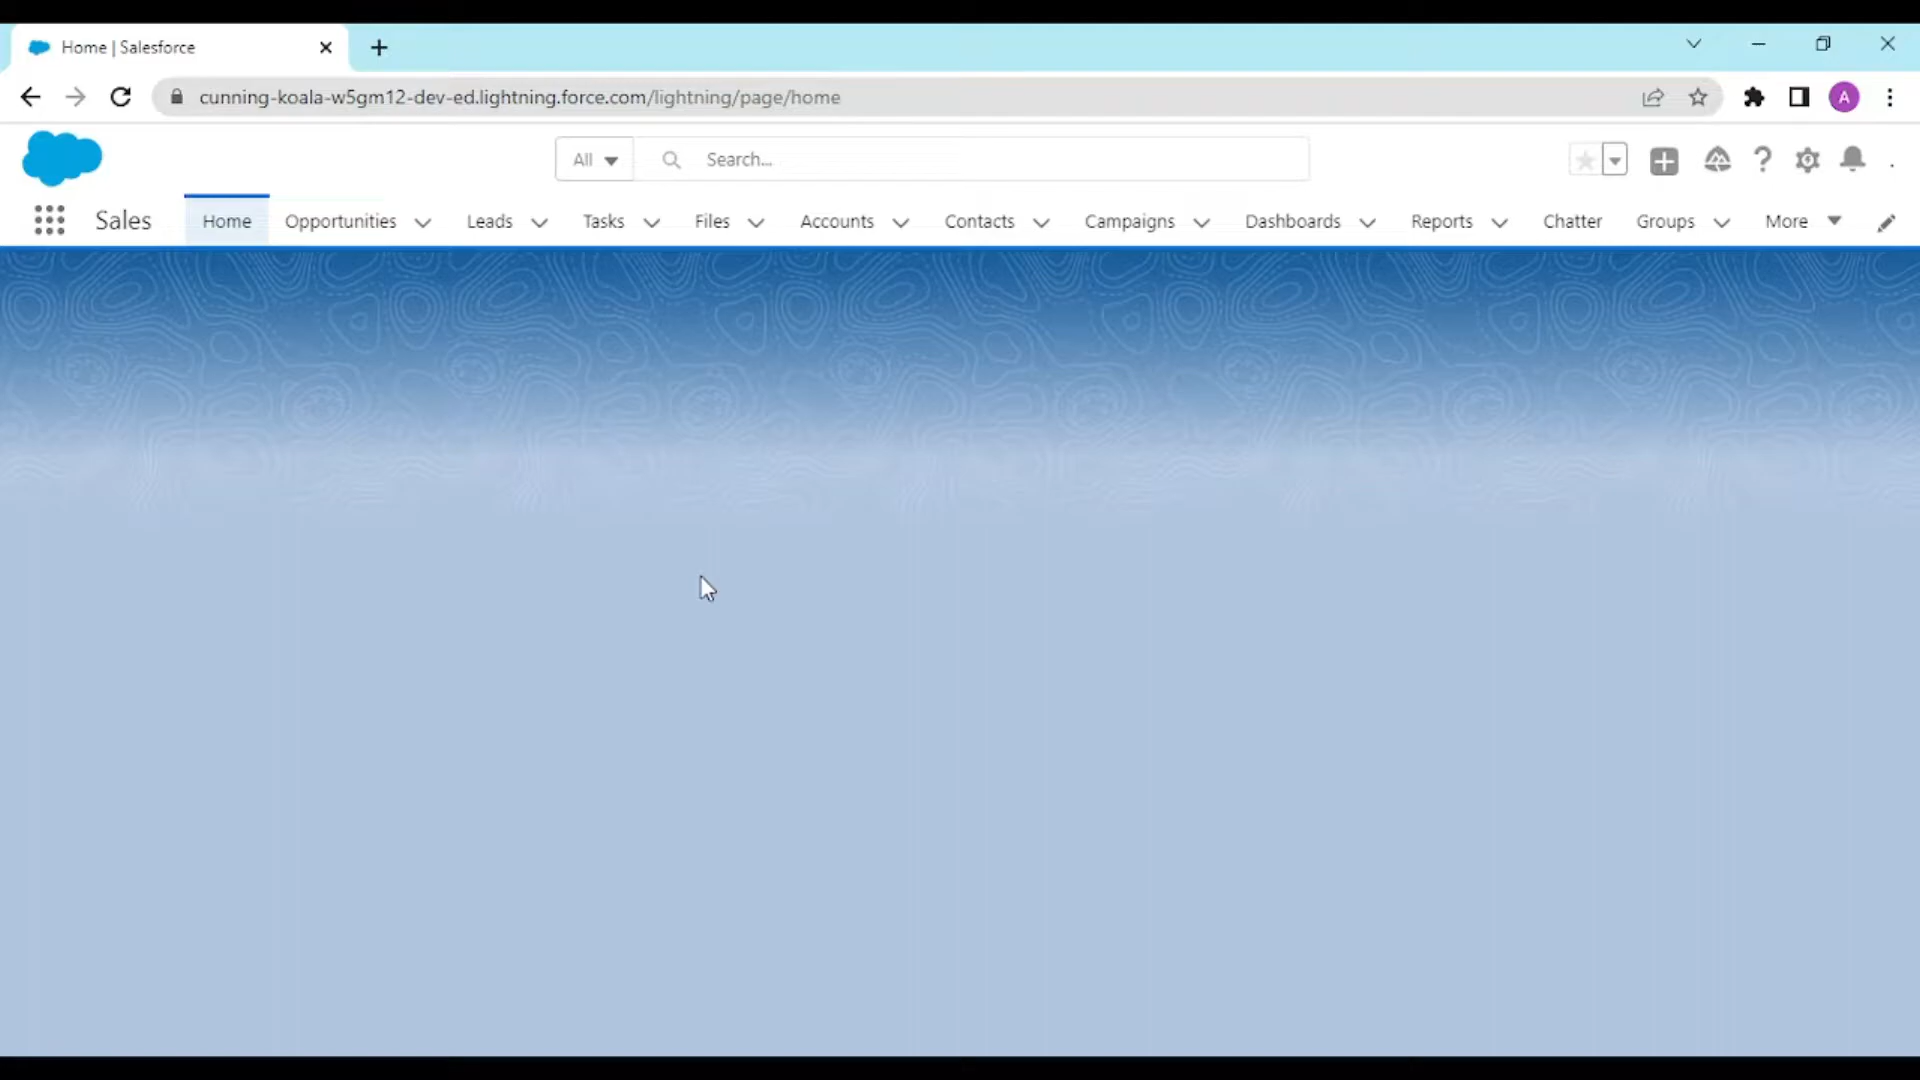 Home | Salesforce
cunning-koala-w5gm12-dev-ed.lightning.force.com/lightning/page/home
A
All Search...
Sales Home Opportunities Leads Tasks Files Accounts Contacts Campaigns Dashboards Reports Chatter Groups More